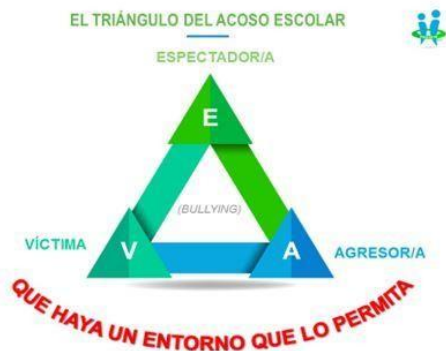 EL TRIÁNGULO DEL ACOSO ESCOLAR
ESPECTADOR/A
E
(BULLYING)
VÍCTIMA
V
A
AGRESOR/A
QUE HAYA UN ENTORNO QUE LO PERMITA